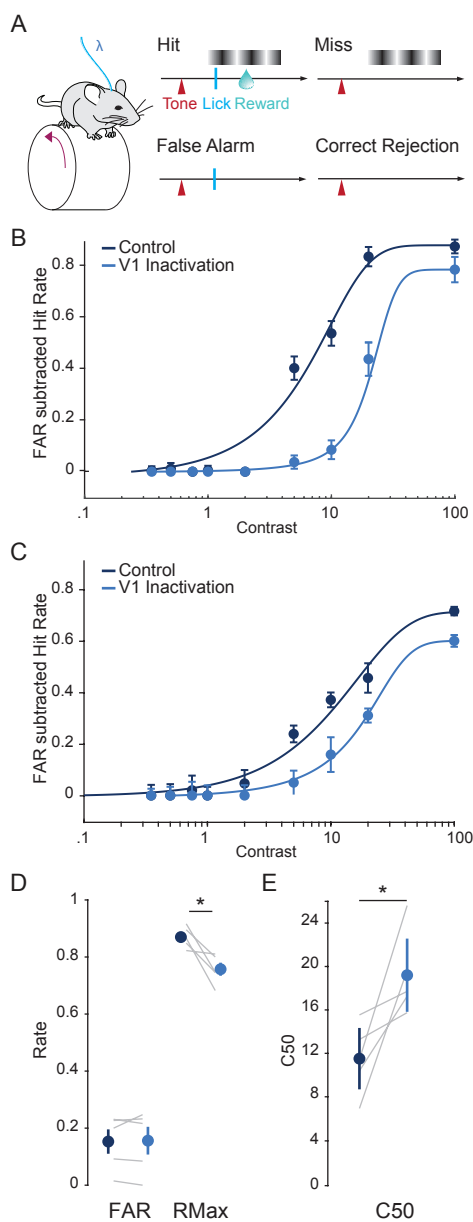 A
λ
Hit
Miss
Tone Lick Reward
False Alarm
Correct Rejection
B
Control
V1 Inactivation
FAR subtracted Hit Rate
0.8
0.4
0
.1 1 10 100
Contrast
C
Control
V1 Inactivation
FAR subtracted Hit Rate
0.8
0.6
0.4
0.2
0
0.1 1 10 100
Contrast
D
*
Rate
1
0.8
0.6
0.4
0.2
0
FAR RMax
E
*
C50
24
20
16
12
8
4
0
C50